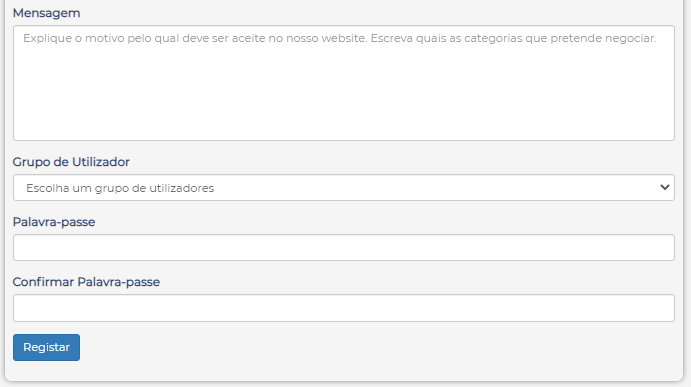 Mensagem
Explique o motivo pelo qual deve ser aceite no nosso website. Escreva quais as categorias que pretende negociar.
Grupo de Utilizador
Escolha um grupo de utilizadores
Palavra-passe
Confirmar Palavra-passe
Registar